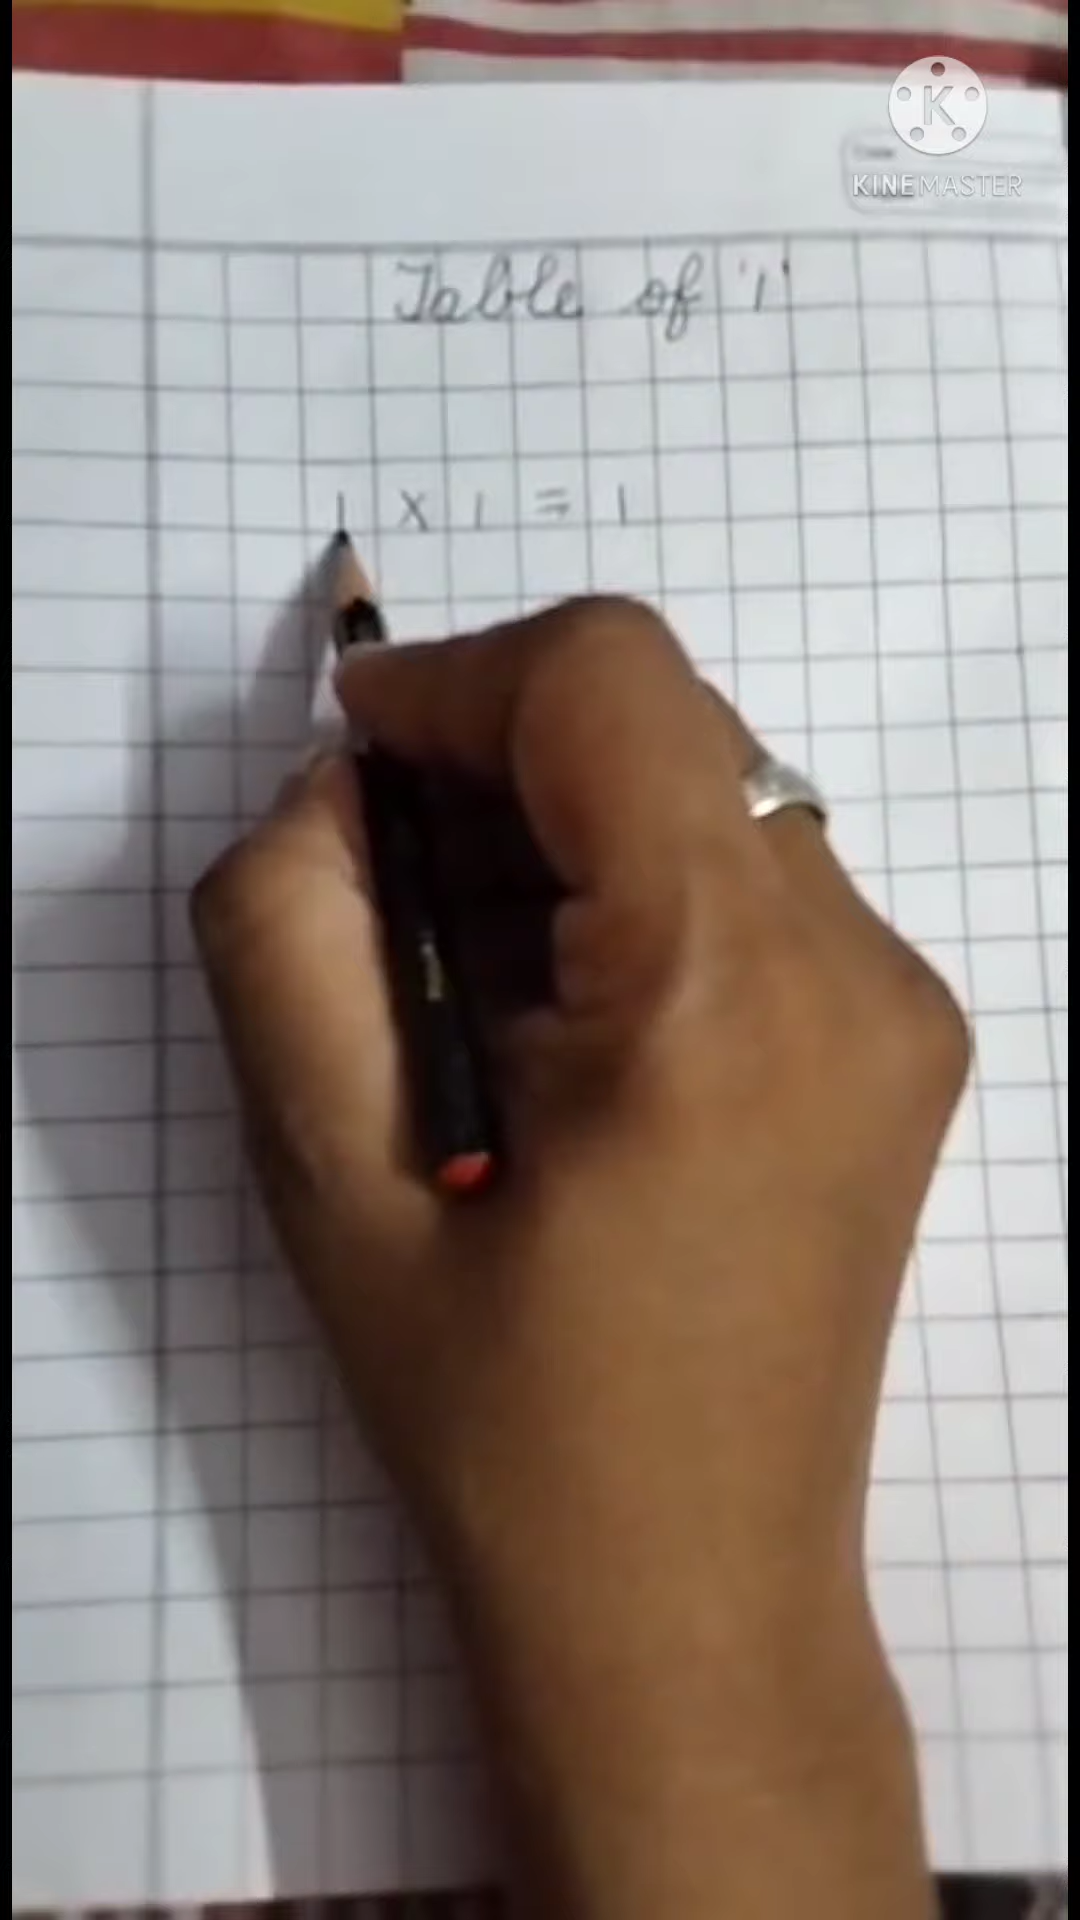 KINEMASTER
Table of '1'
1 x 1 = 1